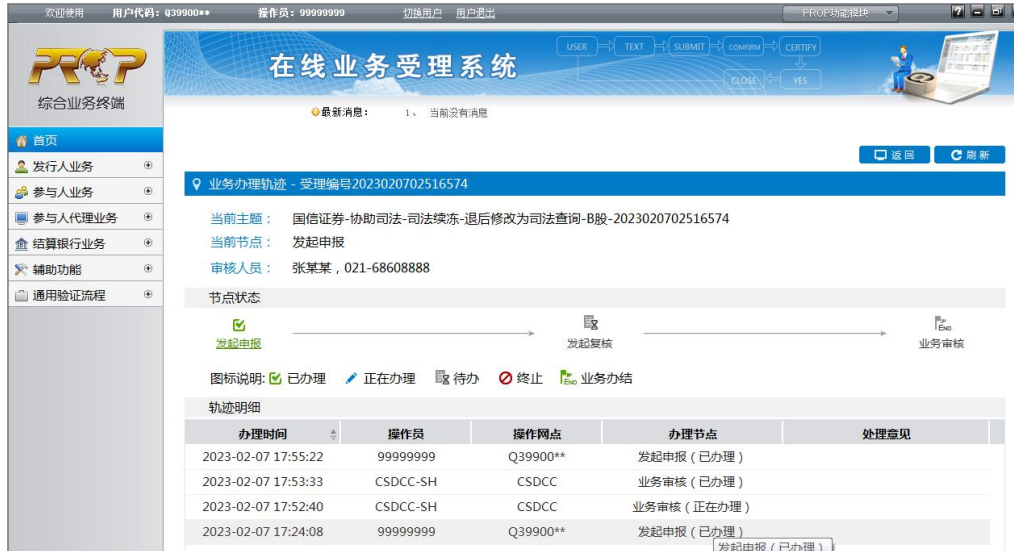 欢迎使用 用户代码: Q39900** 操作员: 99999999 切换用户 用户退出 PROP功能模块
PROP
综合业务终端
在线业务受理系统
USER TEXT SUBMIT COMFIRM CERTIFY
CLOSE YES
最新消息: 1、 当前没有消息
首页
发行人业务
参与人业务
参与人代理业务
结算银行业务
辅助功能
通用验证流程
返回 刷新
业务办理轨迹 - 受理编号2023020702516574
当前主题： 国信证券-协助司法-司法续冻-退后修改为司法查询-B股-2023020702516574
当前节点： 发起申报
审核人员： 张某某，021-68608888
节点状态
发起申报 发起复核 END 业务审核
图标说明: 已办理 正在办理 待办 终止 END 业务办结
轨迹明细
办理时间 操作员 操作网点 办理节点 处理意见
2023-02-07 17:55:22 99999999 Q39900** 发起申报（已办理）
2023-02-07 17:53:33 CSDCC-SH CSDCC 业务审核（已办理）
2023-02-07 17:52:40 CSDCC-SH CSDCC 业务审核（正在办理）
2023-02-07 17:24:08 99999999 Q39900** 发起申报（已办理）
发起申报（已办理）